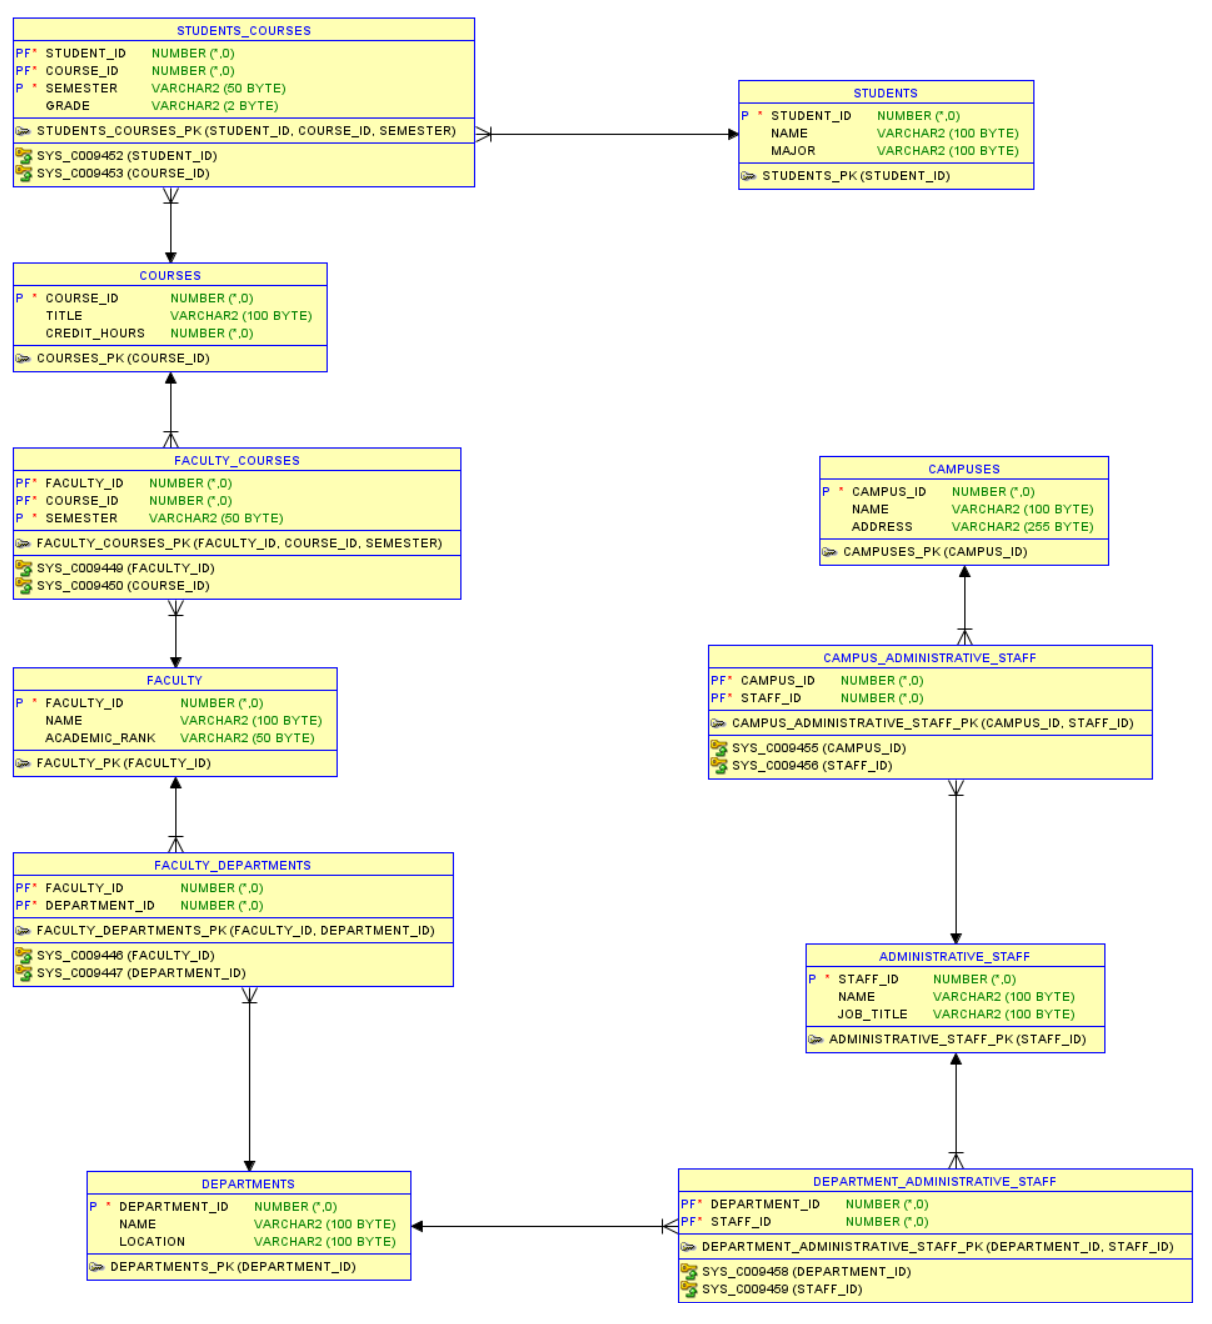 STUDENTS_COURSES
PF* STUDENT_ID NUMBER (*,0)
PF* COURSE_ID NUMBER (*,0)
P * SEMESTER VARCHAR2 (50 BYTE)
GRADE VARCHAR2 (2 BYTE)
STUDENTS_COURSES_PK (STUDENT_ID, COURSE_ID, SEMESTER)
SYS_C009452 (STUDENT_ID)
SYS_C009453 (COURSE_ID)
STUDENTS
P * STUDENT_ID NUMBER (*,0)
NAME VARCHAR2 (100 BYTE)
MAJOR VARCHAR2 (100 BYTE)
STUDENTS_PK (STUDENT_ID)
COURSES
P * COURSE_ID NUMBER (*,0)
TITLE VARCHAR2 (100 BYTE)
CREDIT_HOURS NUMBER (*,0)
COURSES_PK (COURSE_ID)
FACULTY_COURSES
PF* FACULTY_ID NUMBER (*,0)
PF* COURSE_ID NUMBER (*,0)
P * SEMESTER VARCHAR2 (50 BYTE)
FACULTY_COURSES_PK (FACULTY_ID, COURSE_ID, SEMESTER)
SYS_C009449 (FACULTY_ID)
SYS_C009450 (COURSE_ID)
CAMPUSES
P * CAMPUS_ID NUMBER (*,0)
NAME VARCHAR2 (100 BYTE)
ADDRESS VARCHAR2 (255 BYTE)
CAMPUSES_PK (CAMPUS_ID)
CAMPUS_ADMINISTRATIVE_STAFF
PF* CAMPUS_ID NUMBER (*,0)
PF* STAFF_ID NUMBER (*,0)
CAMPUS_ADMINISTRATIVE_STAFF_PK (CAMPUS_ID, STAFF_ID)
SYS_C009455 (CAMPUS_ID)
SYS_C009456 (STAFF_ID)
FACULTY
P * FACULTY_ID NUMBER (*,0)
NAME VARCHAR2 (100 BYTE)
ACADEMIC_RANK VARCHAR2 (50 BYTE)
FACULTY_PK (FACULTY_ID)
FACULTY_DEPARTMENTS
PF* FACULTY_ID NUMBER (*,0)
PF* DEPARTMENT_ID NUMBER (*,0)
FACULTY_DEPARTMENTS_PK (FACULTY_ID, DEPARTMENT_ID)
SYS_C009446 (FACULTY_ID)
SYS_C009447 (DEPARTMENT_ID)
ADMINISTRATIVE_STAFF
P * STAFF_ID NUMBER (*,0)
NAME VARCHAR2 (100 BYTE)
JOB_TITLE VARCHAR2 (100 BYTE)
ADMINISTRATIVE_STAFF_PK (STAFF_ID)
DEPARTMENTS
P * DEPARTMENT_ID NUMBER (*,0)
NAME VARCHAR2 (100 BYTE)
LOCATION VARCHAR2 (100 BYTE)
DEPARTMENTS_PK (DEPARTMENT_ID)
DEPARTMENT_ADMINISTRATIVE_STAFF
PF* DEPARTMENT_ID NUMBER (*,0)
PF* STAFF_ID NUMBER (*,0)
DEPARTMENT_ADMINISTRATIVE_STAFF_PK (DEPARTMENT_ID, STAFF_ID)
SYS_C009458 (DEPARTMENT_ID)
SYS_C009459 (STAFF_ID)